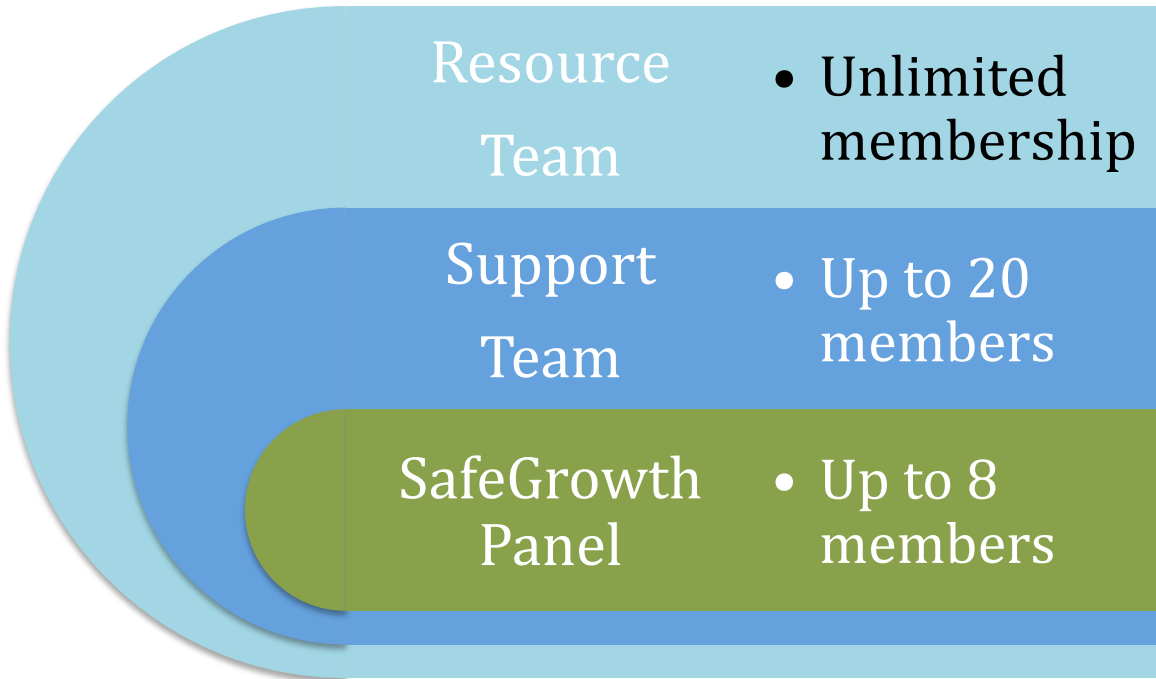 Resource
Team
• Unlimited
membership
Support
Team
• Up to 20
members
SafeGrowth
Panel
• Up to 8
members